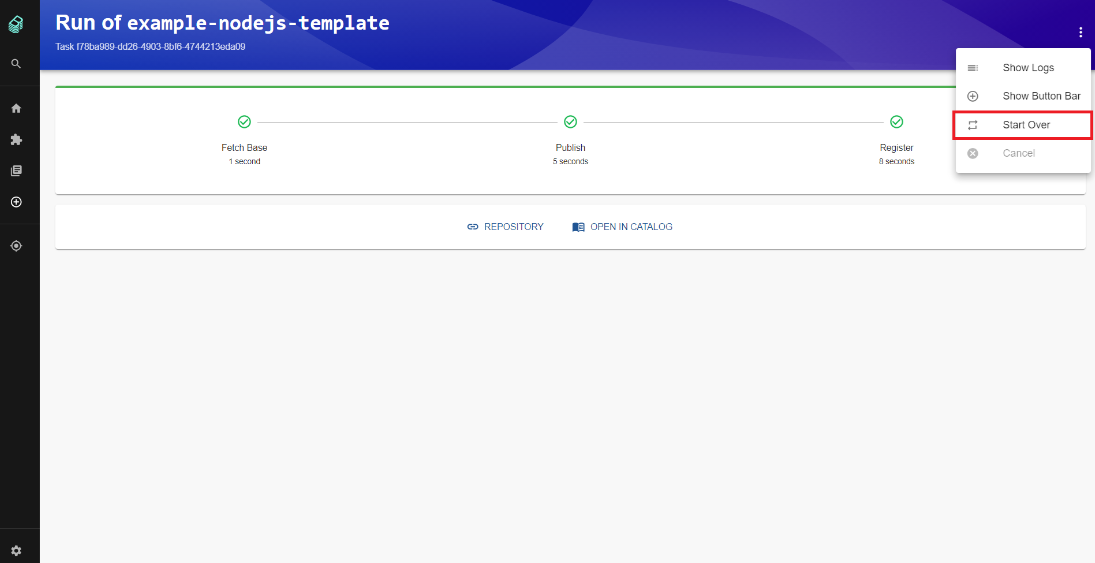 Run of example-nodejs-template
Task f78ba989-dd26-4903-8bf6-4744213eda09
Show Logs
Show Button Bar
Start Over
Cancel
Fetch Base
1 second
Publish
5 seconds
Register
8 seconds
REPOSITORY
OPEN IN CATALOG